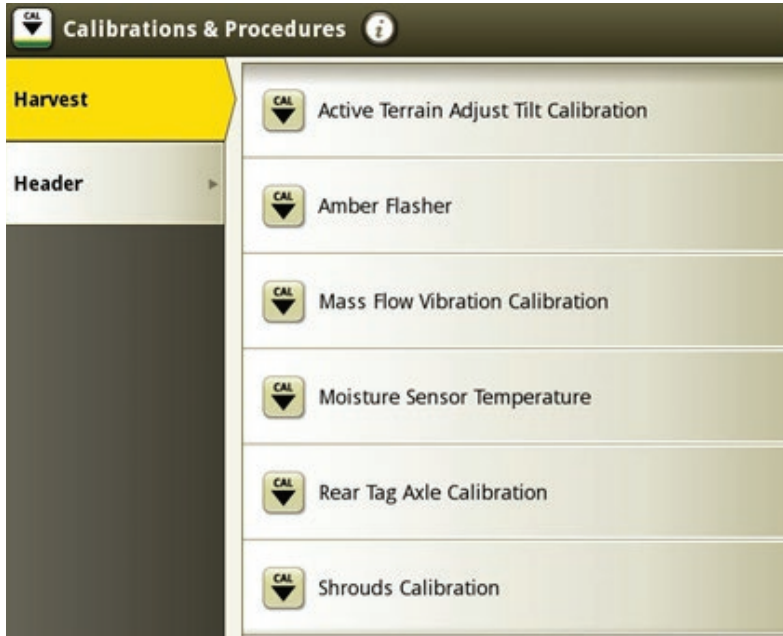 CAL
Calibrations & Procedures i
Harvest
Header
CAL
Active Terrain Adjust Tilt Calibration
CAL
Amber Flasher
CAL
Mass Flow Vibration Calibration
CAL
Moisture Sensor Temperature
CAL
Rear Tag Axle Calibration
CAL
Shrouds Calibration